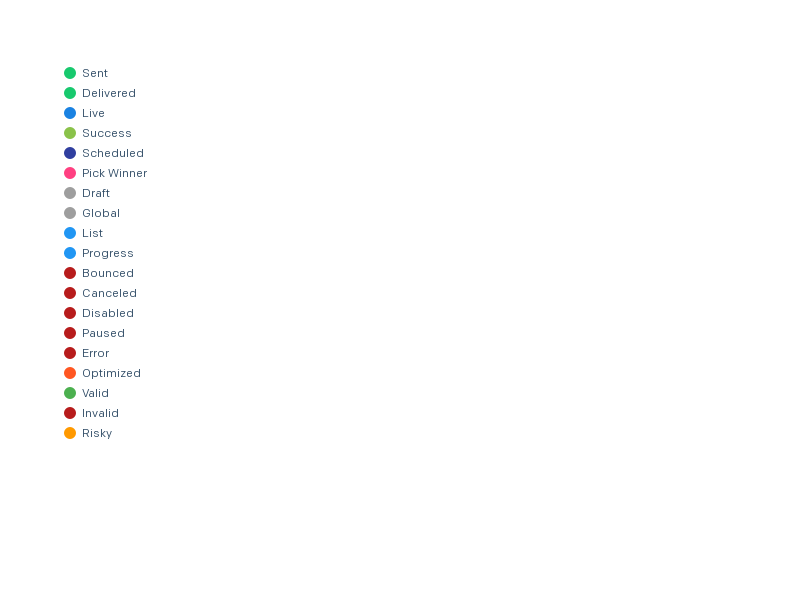 Sent
Delivered
Live
Success
Scheduled
Pick Winner
Draft
Global
List
Progress
Bounced
Canceled
Disabled
Paused
Error
Optimized
Valid
Invalid
Risky